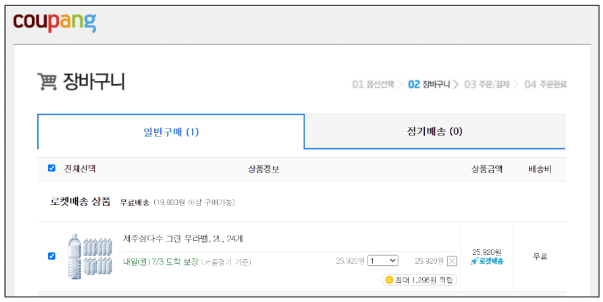 coupang
장바구니
01 옵션선택 > 02 장바구니 > 03 주문/결제 > 04 주문완료
일반구매 (1) 정기배송 (0)
전체선택 상품정보 상품금액 배송비
로켓배송 상품 무료배송 (19,800원 이상 구매가능)
제주삼다수 그린 무라벨, 2L, 24개
내일(월) 7/3 도착 보장 (서울경기 기준) 25,920원 1 25,920원
25,920원
로켓배송
무료
최대 1,296원 적립